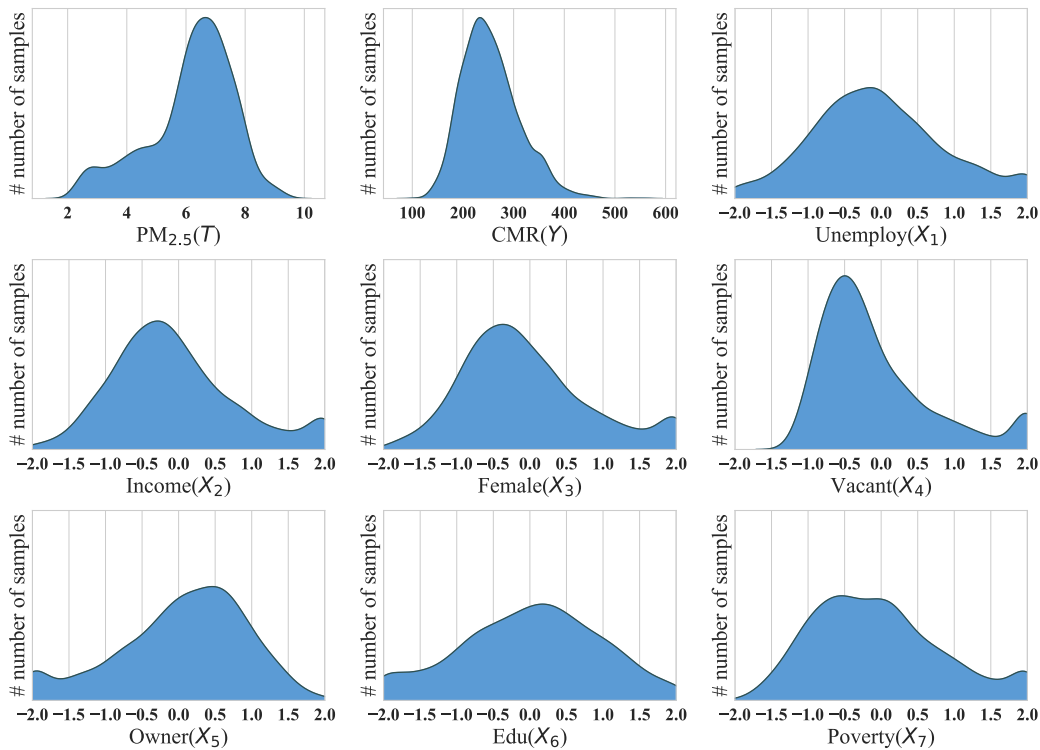 # number of samples
2 4 6 8 10
PM₂.₅(T)
# number of samples
100 200 300 400 500 600
CMR(Y)
# number of samples
−2.0 −1.5 −1.0 −0.5 0.0 0.5 1.0 1.5 2.0
Unemploy(X₁)
# number of samples
−2.0 −1.5 −1.0 −0.5 0.0 0.5 1.0 1.5 2.0
Income(X₂)
# number of samples
−2.0 −1.5 −1.0 −0.5 0.0 0.5 1.0 1.5 2.0
Female(X₃)
# number of samples
−2.0 −1.5 −1.0 −0.5 0.0 0.5 1.0 1.5 2.0
Vacant(X₄)
# number of samples
−2.0 −1.5 −1.0 −0.5 0.0 0.5 1.0 1.5 2.0
Owner(X₅)
# number of samples
−2.0 −1.5 −1.0 −0.5 0.0 0.5 1.0 1.5 2.0
Edu(X₆)
# number of samples
−2.0 −1.5 −1.0 −0.5 0.0 0.5 1.0 1.5 2.0
Poverty(X₇)